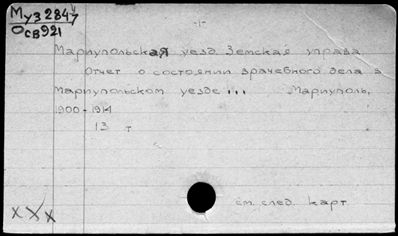 Муз 2847
Осв921
-1-
Мариупольская уезд. Земская управа.
Отчет о состоянии врачебного дела в
Мариупольском уезде... Мариуполь,
1900-1914
13 т
см. след. карт.
XXX